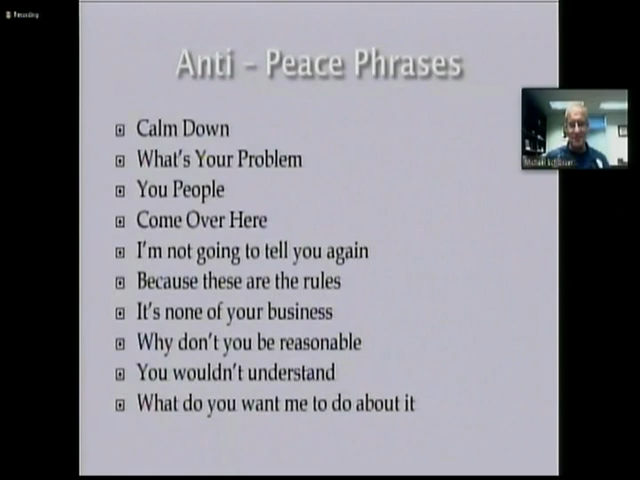 Recording
Anti – Peace Phrases
Calm Down
What's Your Problem
You People
Come Over Here
I'm not going to tell you again
Because these are the rules
It's none of your business
Why don't you be reasonable
You wouldn't understand
What do you want me to do about it
Michael